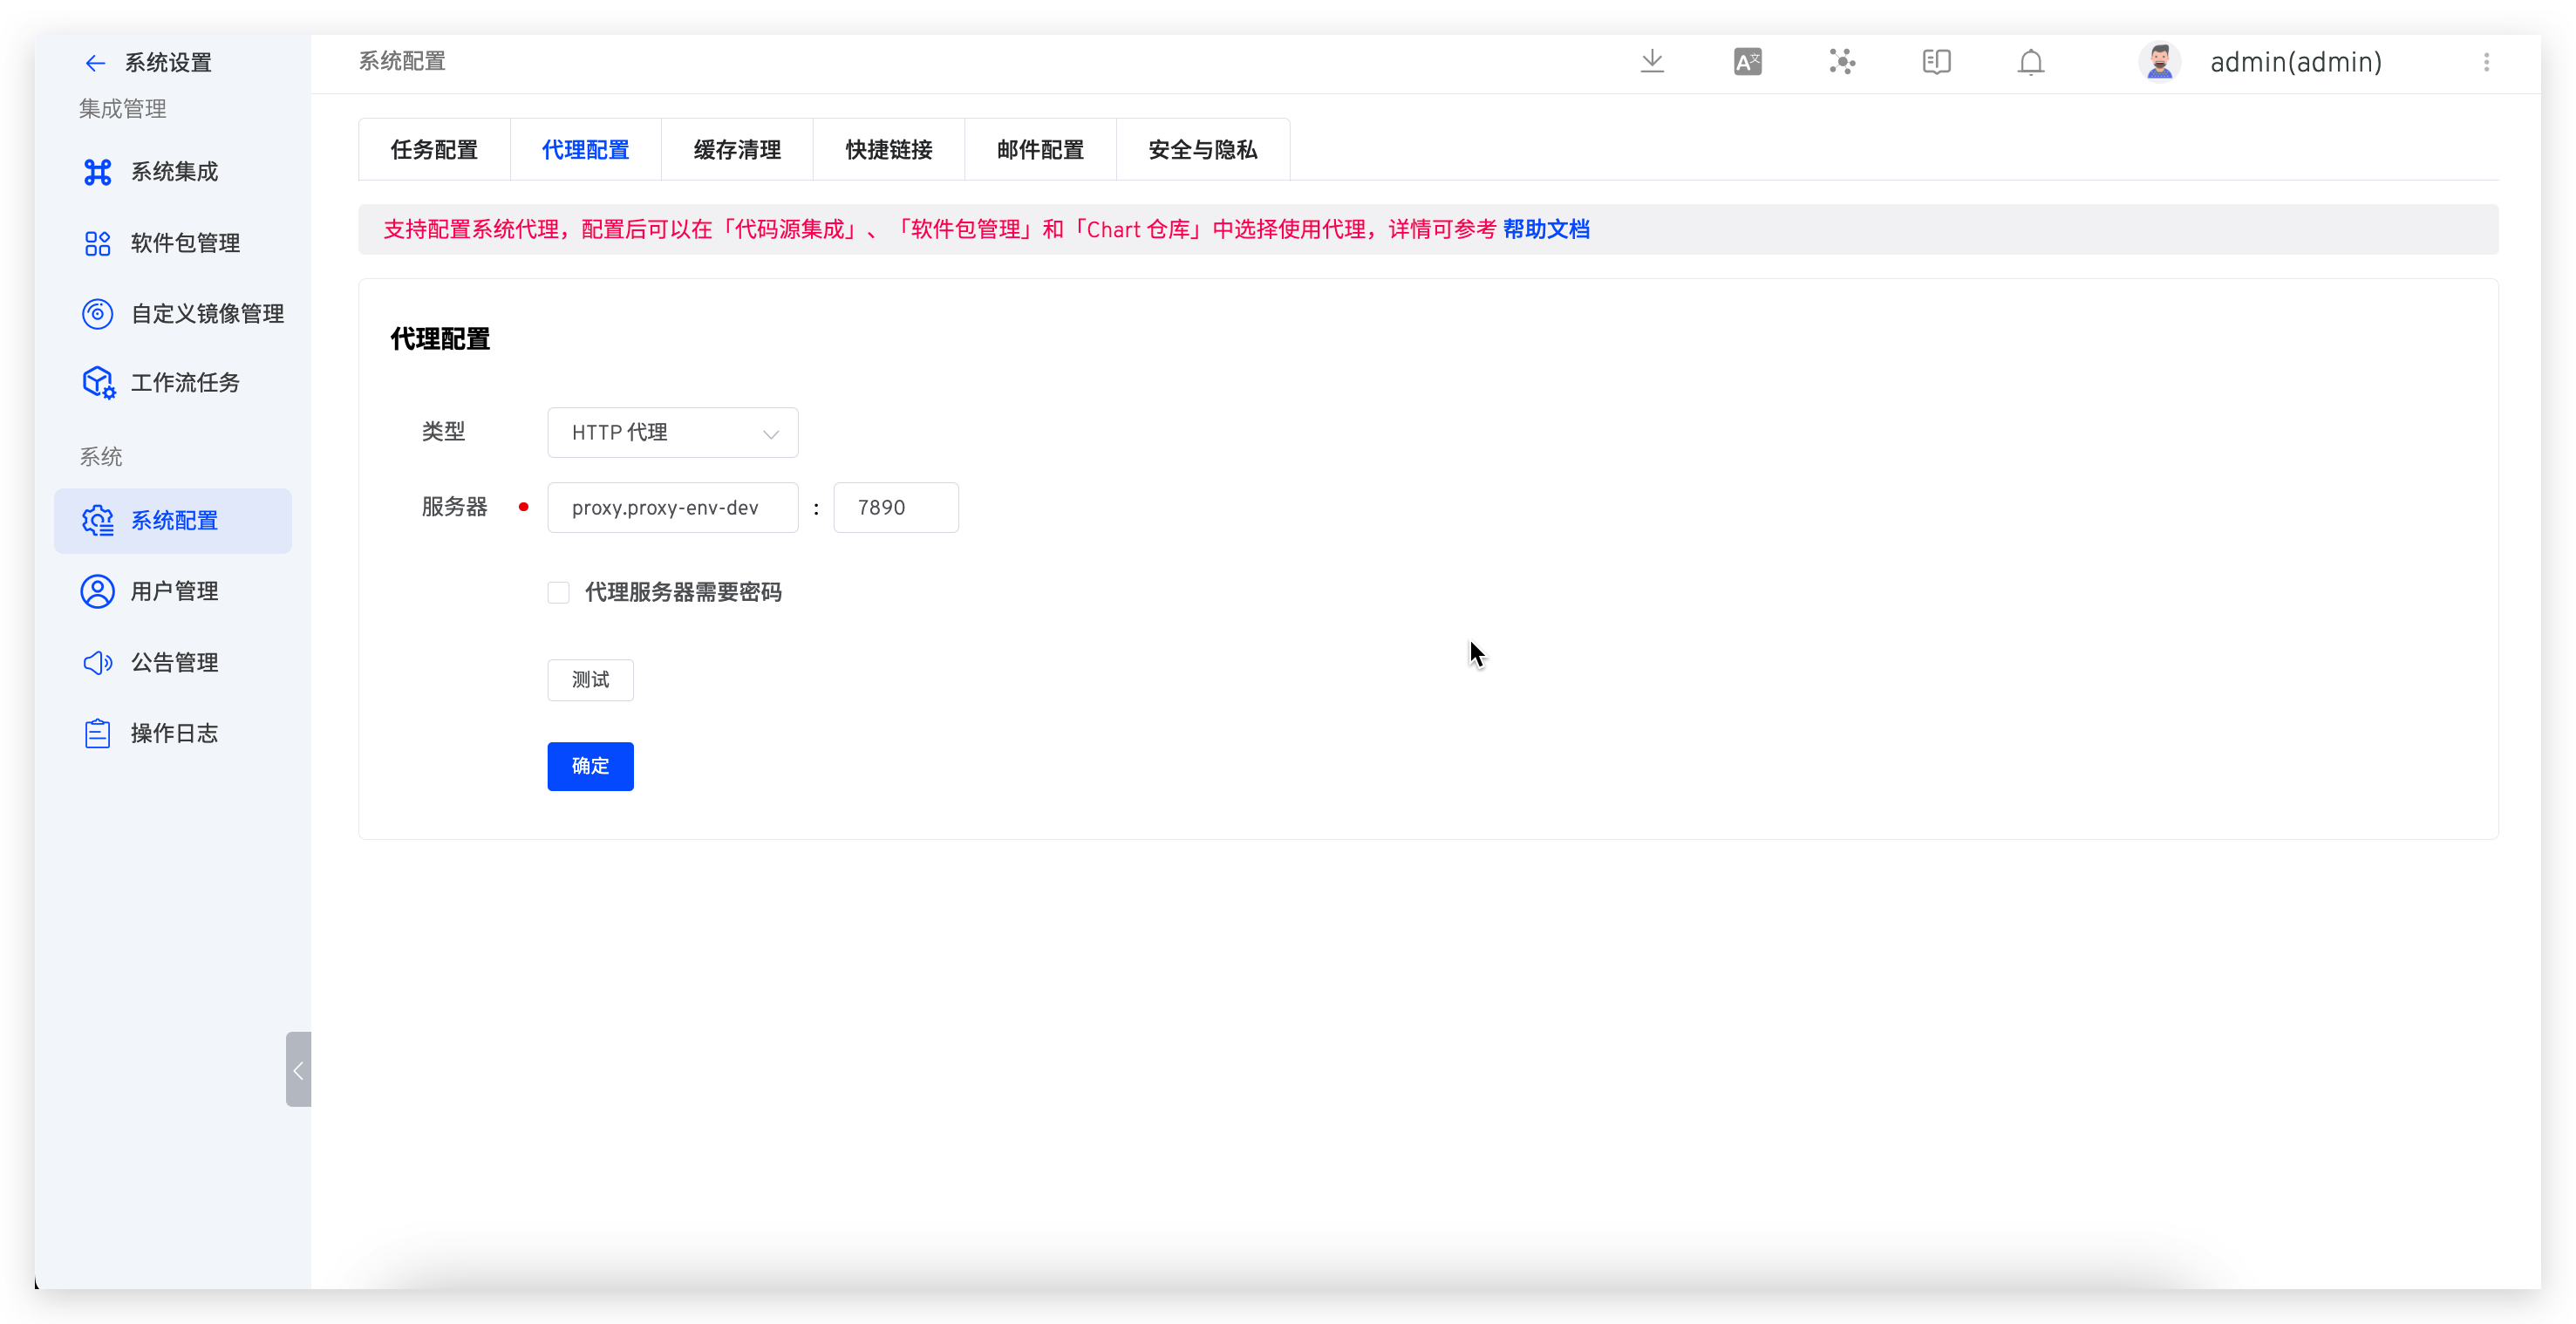 系统设置
集成管理
系统集成
软件包管理
自定义镜像管理
工作流任务
系统
系统配置
用户管理
公告管理
操作日志
系统配置
A文
admin(admin)
任务配置
代理配置
缓存清理
快捷链接
邮件配置
安全与隐私
支持配置系统代理，配置后可以在「代码源集成」、「软件包管理」和「Chart 仓库」中选择使用代理，详情可参考 帮助文档
代理配置
类型 HTTP 代理
服务器 proxy.proxy-env-dev : 7890
代理服务器需要密码
测试
确定